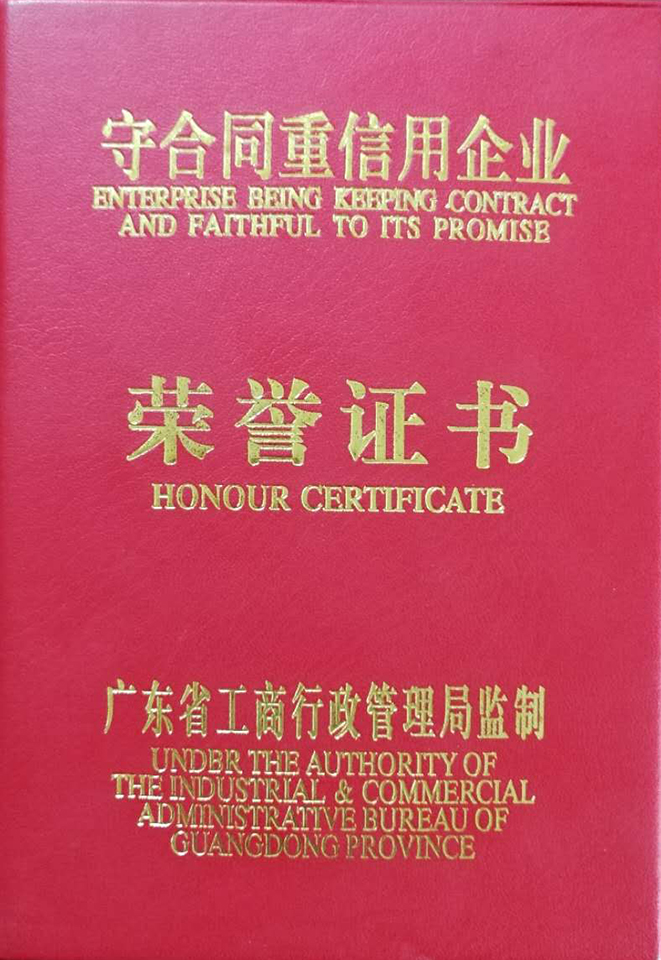 守合同重信用企业
ENTERPRISE BEING KEEPING CONTRACT
AND FAITHFUL TO ITS PROMISE
荣誉证书
HONOUR CERTIFICATE
广东省工商行政管理局监制
UNDER THE AUTHORITY OF
THE INDUSTRIAL & COMMERCIAL
ADMINISTRATIVE BUREAU OF
GUANGDONG PROVINCE